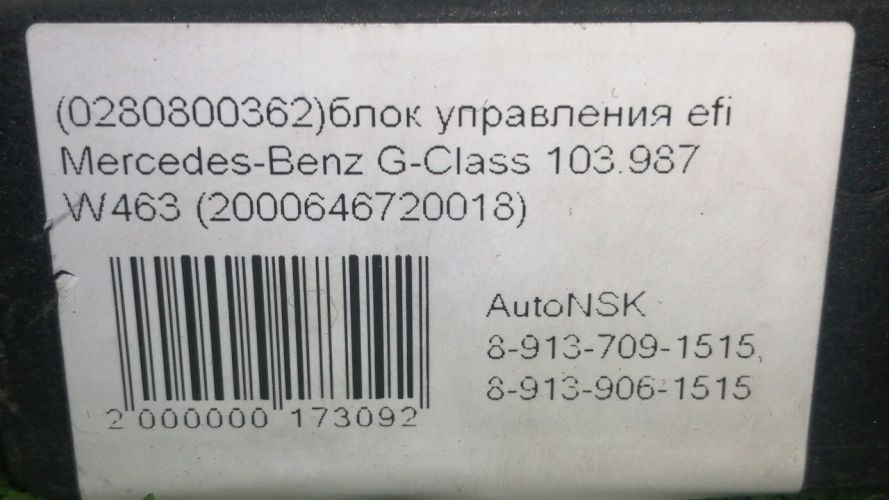 (0280800362)блок управления efi
Mercedes-Benz G-Class 103.987
W463 (2000646720018)
AutoNSK
8-913-709-1515,
8-913-906-1515
2 000000 173092